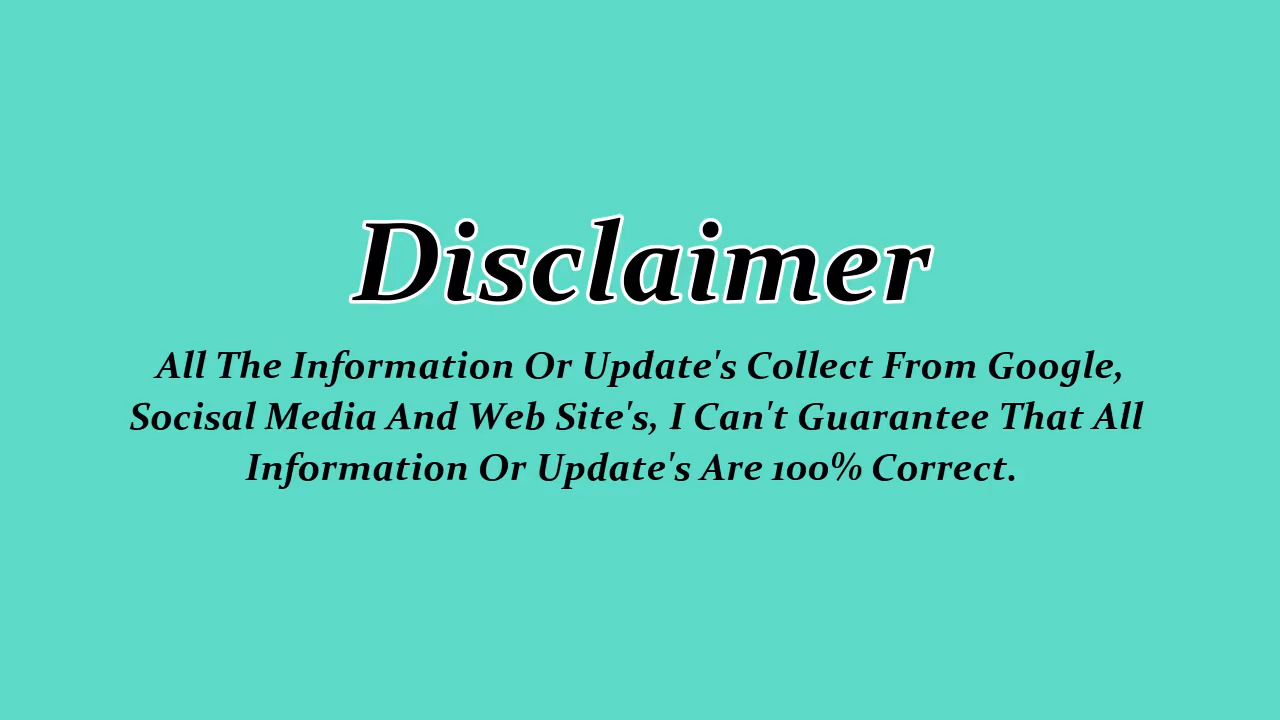 Disclaimer
All The Information Or Update's Collect From Google,
Socisal Media And Web Site's, I Can't Guarantee That All
Information Or Update's Are 100% Correct.